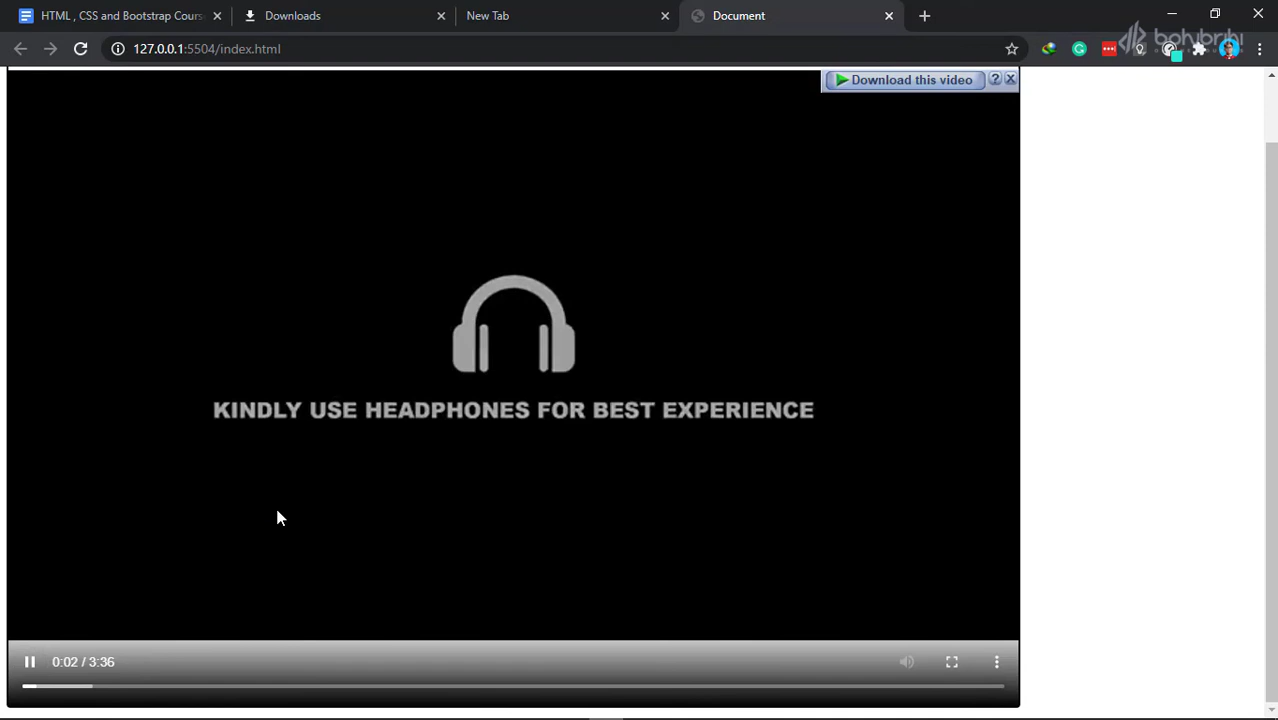 HTML , CSS and Bootstrap Cours
Downloads
New Tab
Document
127.0.0.1:5504/index.html
bohubrihi
Download this video
?
KINDLY USE HEADPHONES FOR BEST EXPERIENCE
0:02 / 3:36